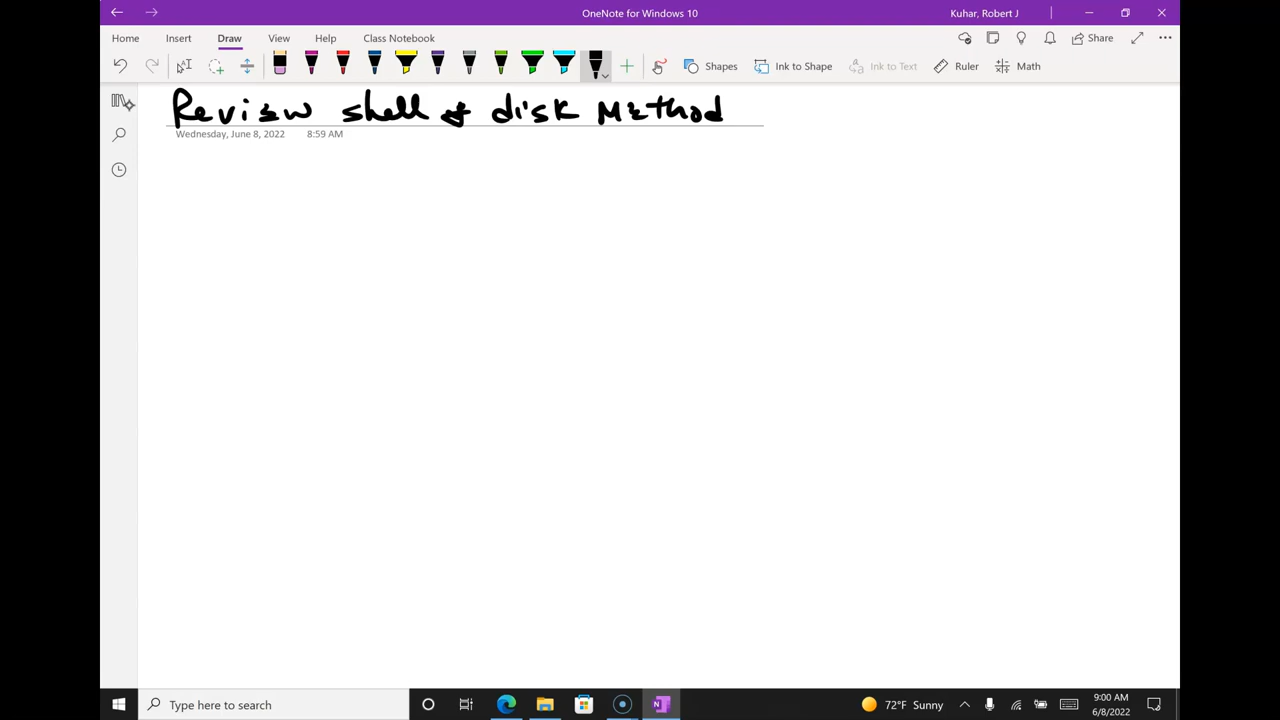 OneNote for Windows 10
Kuhar, Robert J
Home Insert Draw View Help Class Notebook
Share
Shapes Ink to Shape Ink to Text Ruler Math
Review shell & disk Method
Wednesday, June 8, 2022 8:59 AM
Type here to search
72°F Sunny
9:00 AM
6/8/2022